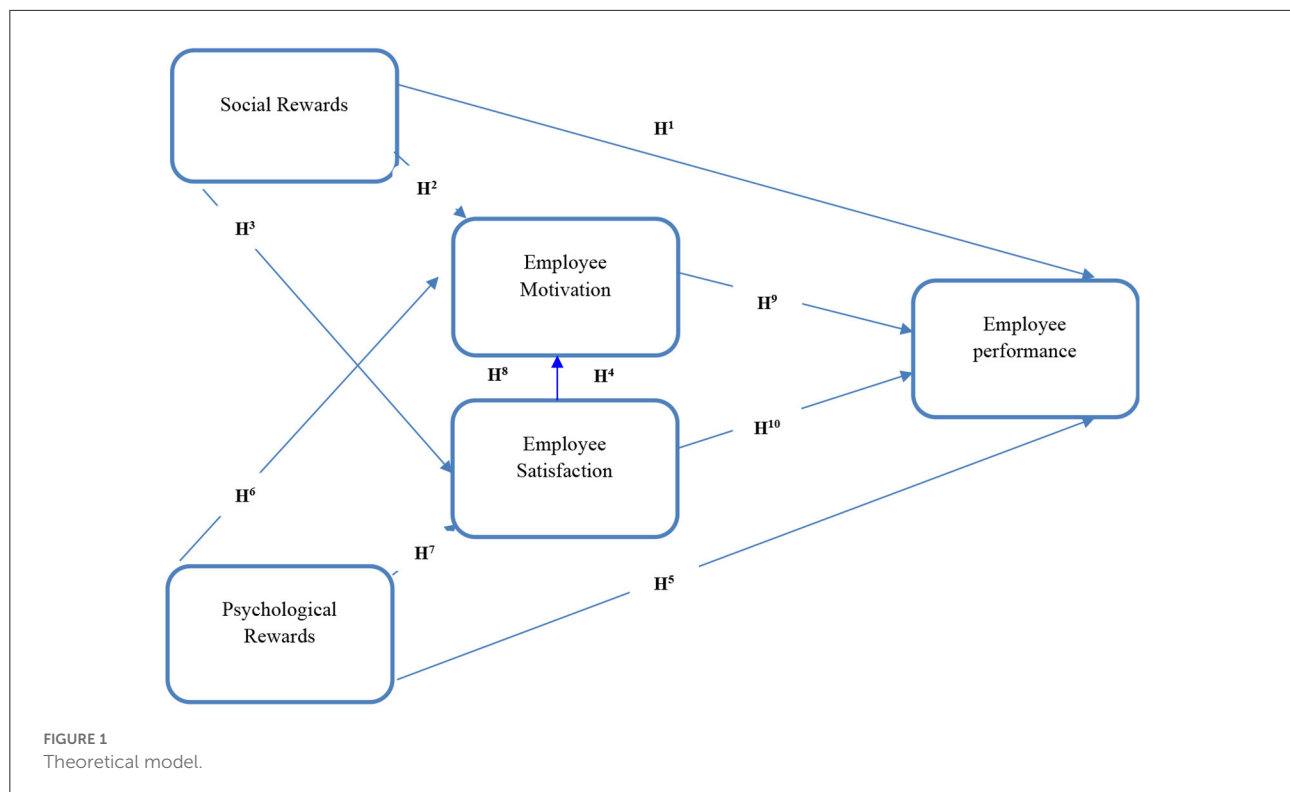 Social Rewards
H¹
H²
H³
Employee
Motivation
H⁹
Employee
performance
H⁸
H⁴
Employee
Satisfaction
H¹⁰
H⁶
H⁷
H⁵
Psychological
Rewards
FIGURE 1
Theoretical model.